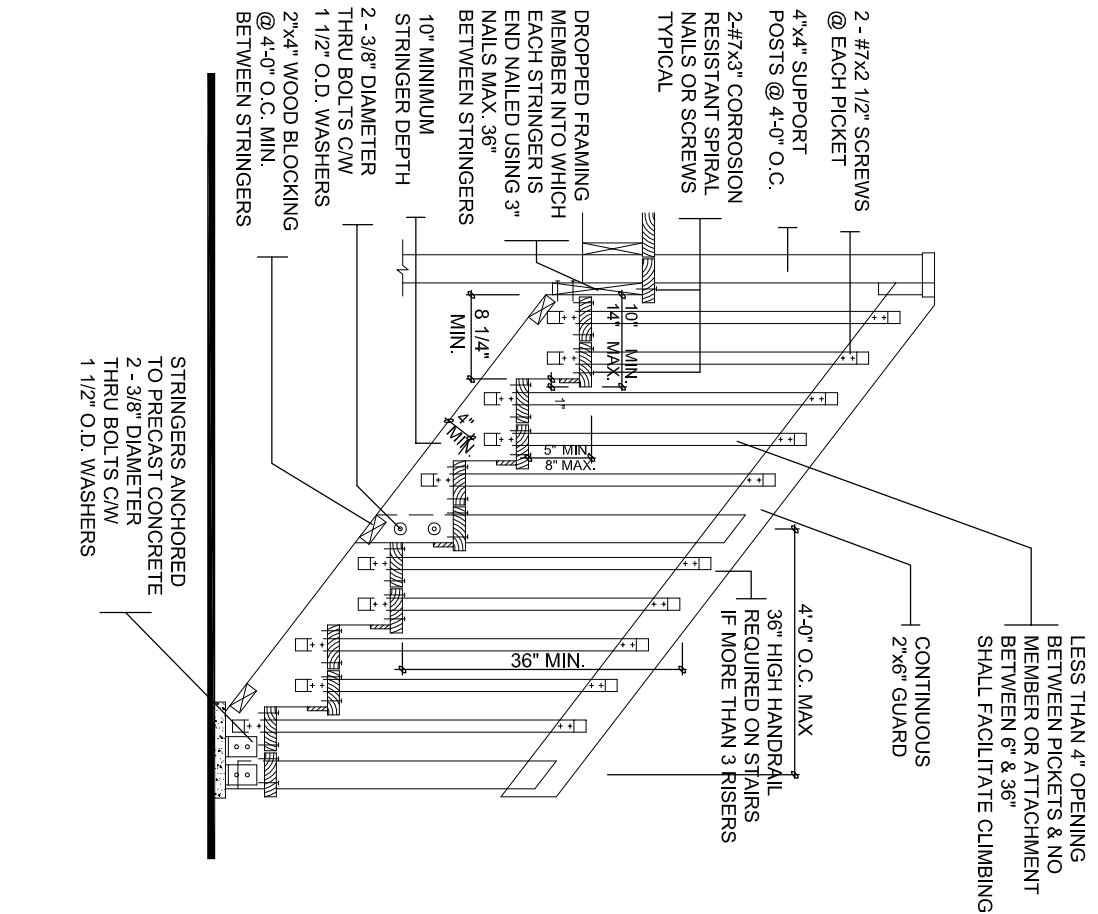 2 - #7x2 1/2" SCREWS
@ EACH PICKET
4"x4" SUPPORT
POSTS @ 4'-0" O.C.
2-#7x3" CORROSION
RESISTANT SPIRAL
NAILS OR SCREWS
TYPICAL
DROPPED FRAMING
MEMBER INTO WHICH
EACH STRINGER IS
END NAILED USING 3"
NAILS MAX. 36"
BETWEEN STRINGERS
10" MINIMUM
STRINGER DEPTH
2 - 3/8" DIAMETER
THRU BOLTS C/W
1 1/2" O.D. WASHERS
2"x4" WOOD BLOCKING
@ 4'-0" O.C. MIN.
BETWEEN STRINGERS
10" MIN.
14" MAX.
8 1/4"
MIN.
1"
4"
MIN.
5" MIN.
8" MAX.
36" MIN.
LESS THAN 4" OPENING
BETWEEN PICKETS & NO
MEMBER OR ATTACHMENT
BETWEEN 6" & 36"
SHALL FACILITATE CLIMBING
CONTINUOUS
2"x6" GUARD
4'-0" O.C. MAX
36" HIGH HANDRAIL
REQUIRED ON STAIRS
IF MORE THAN 3 RISERS
STRINGERS ANCHORED
TO PRECAST CONCRETE
2 - 3/8" DIAMETER
THRU BOLTS C/W
1 1/2" O.D. WASHERS